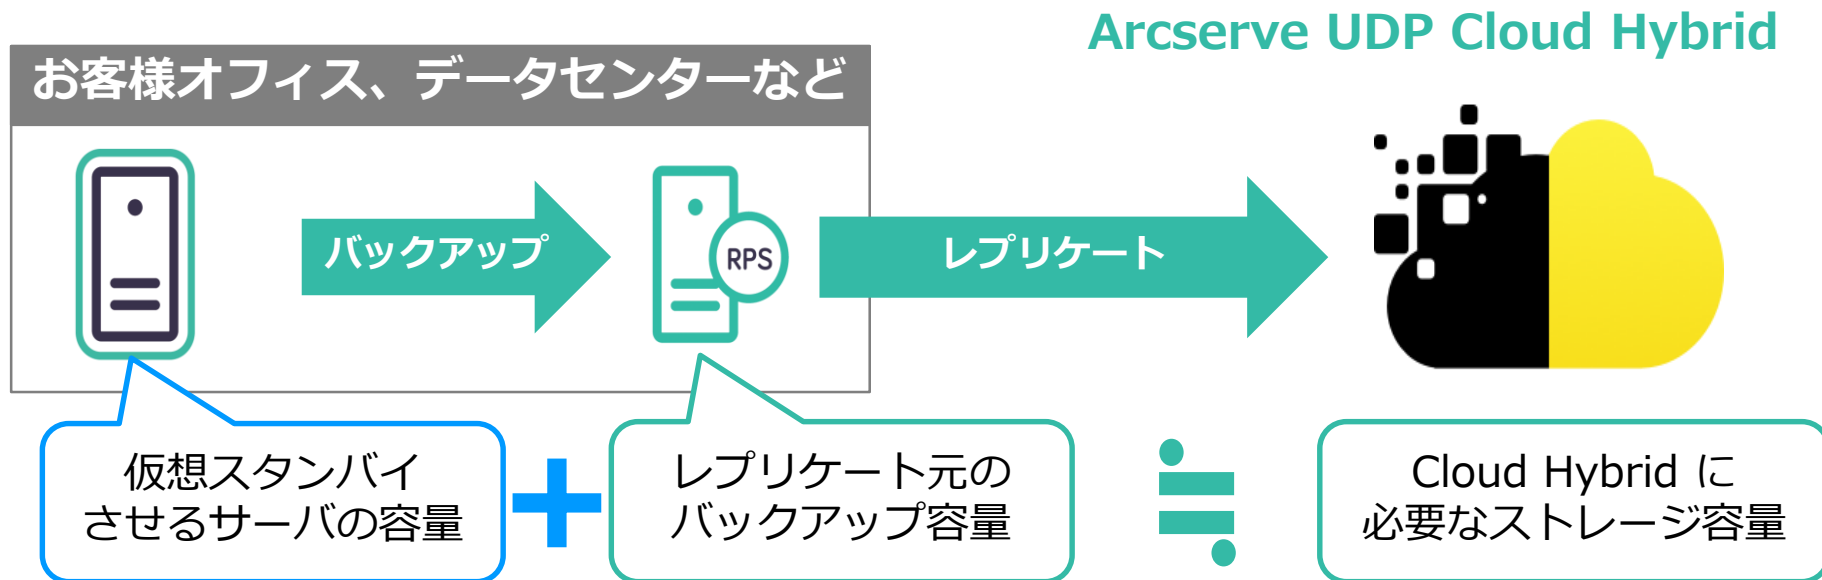 Arcserve UDP Cloud Hybrid
お客様オフィス、データセンターなど
バックアップ
RPS
レプリケート
仮想スタンバイ
させるサーバの容量
+
レプリケート元の
バックアップ容量
≒
Cloud Hybrid に
必要なストレージ容量